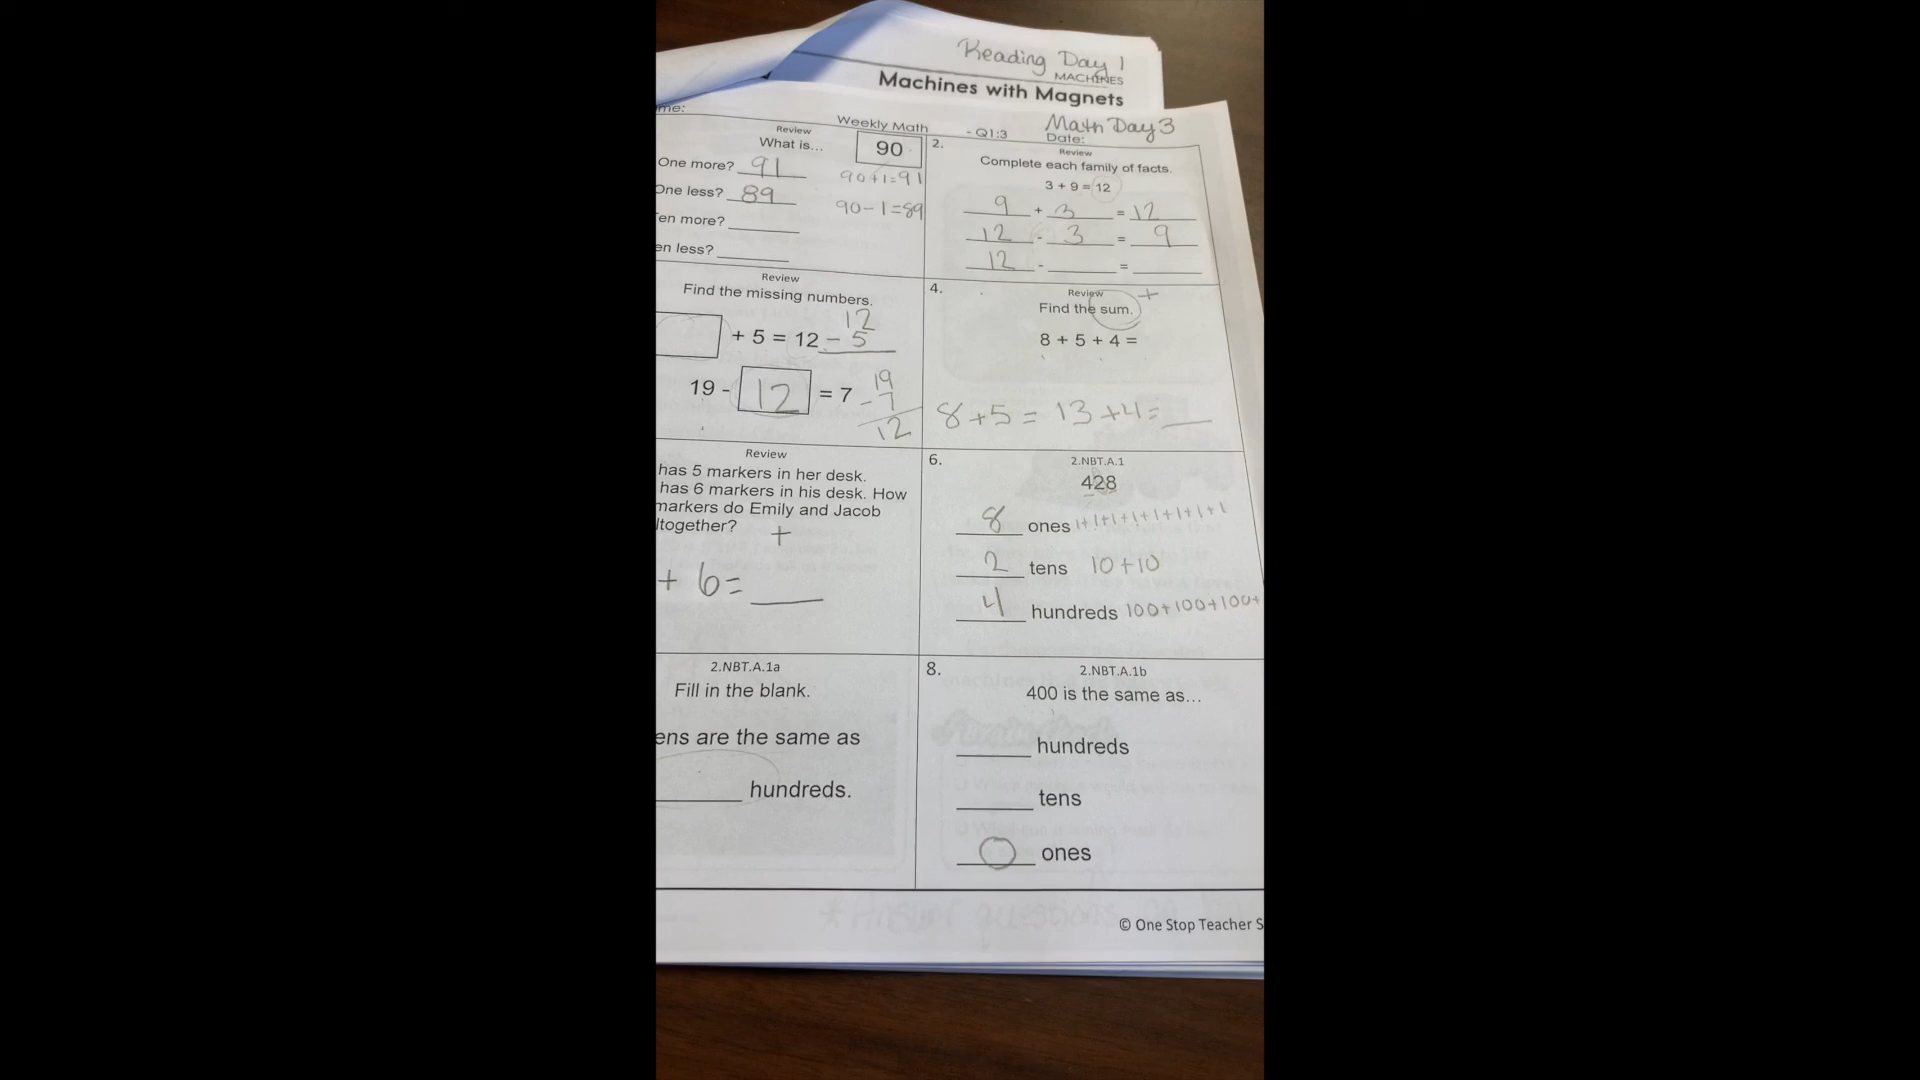 Reading Day 1
MACHINES
Machines with Magnets
me:
Weekly Math - Q1:3
Math Day 3
Date:
Review
What is... 90
One more? 91 90+1=91
One less? 89 90-1=89
Ten more?
en less?
2.
Review
Complete each family of facts.
3 + 9 = 12
9 + 3 = 12
12 - 3 = 9
12 - =
Review
Find the missing numbers.
+ 5 = 12
12
- 5
19 - 12 = 7
19
- 7
12
4.
Review
+
Find the sum.
8 + 5 + 4 =
8+5 = 13 +4 =
Review
has 5 markers in her desk.
has 6 markers in his desk. How
markers do Emily and Jacob
ltogether?
+
+ 6 =
6.
2.NBT.A.1
428
8 ones 1+1+1+1+1+1+1+1
2 tens 10+10
4 hundreds 100+100+100+
2.NBT.A.1a
Fill in the blank.
ens are the same as
hundreds.
8.
2.NBT.A.1b
400 is the same as...
hundreds
tens
0 ones
© One Stop Teacher S